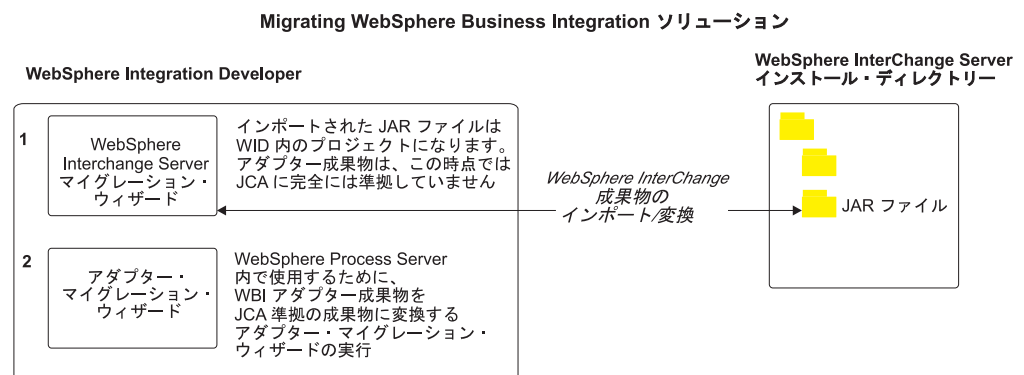 Migrating WebSphere Business Integration ソリューション
WebSphere Integration Developer
WebSphere InterChange Server
インストール・ディレクトリー
1
WebSphere
Interchange Server
マイグレーション・
ウィザード
インポートされた JAR ファイルは
WID 内のプロジェクトになります。
アダプター成果物は、この時点では
JCA に完全には準拠していません
WebSphere InterChange
成果物の
インポート/変換
JAR ファイル
2
アダプター・
マイグレーション・
ウィザード
WebSphere Process Server
内で使用するために、
WBI アダプター成果物を
JCA 準拠の成果物に変換する
アダプター・マイグレーション・
ウィザードの実行